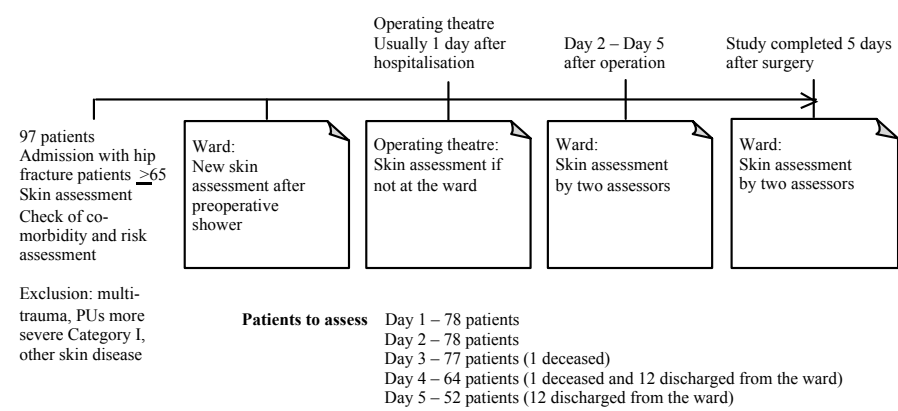 Operating theatre
Usually 1 day after
hospitalisation
Day 2 – Day 5
after operation
Study completed 5 days
after surgery
97 patients
Admission with hip
fracture patients >65
Skin assessment
Check of co-
morbidity and risk
assessment
Exclusion: multi-
trauma, PUs more
severe Category I,
other skin disease
Ward:
New skin
assessment after
preoperative
shower
Operating theatre:
Skin assessment if
not at the ward
Ward:
Skin assessment
by two assessors
Ward:
Skin assessment
by two assessors
Patients to assess Day 1 – 78 patients
Day 2 – 78 patients
Day 3 – 77 patients (1 deceased)
Day 4 – 64 patients (1 deceased and 12 discharged from the ward)
Day 5 – 52 patients (12 discharged from the ward)